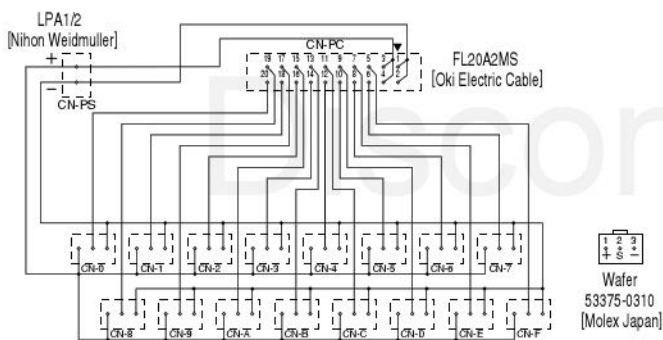 LPA1/2
[Nihon Weidmuller]
CN-PC
FL20A2MS
[Oki Electric Cable]
+
−
CN-PS
19 17 15 13 11 9 7 5 3 1
20 18 16 14 12 10 8 6 4 2
Discon
CN-0 CN-1 CN-2 CN-3 CN-4 CN-5 CN-6 CN-7
CN-8 CN-9 CN-A CN-B CN-C CN-D CN-E CN-F
1 2 3
+ S −
Wafer
53375-0310
[Molex Japan]